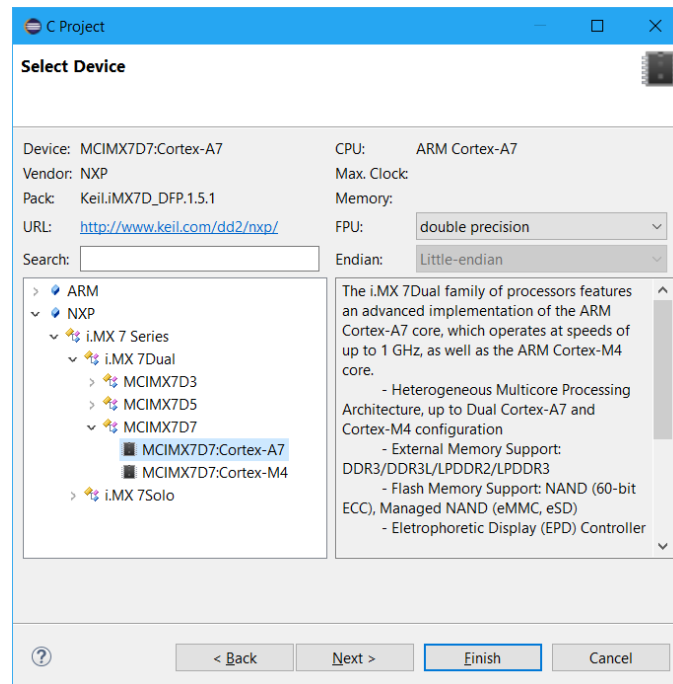 C Project
Select Device
Device: MCIMX7D7:Cortex-A7
CPU: ARM Cortex-A7
Vendor: NXP
Max. Clock:
Pack: Keil.iMX7D_DFP.1.5.1
Memory:
URL: http://www.keil.com/dd2/nxp/
FPU: double precision
Search:
Endian: Little-endian
ARM
NXP
i.MX 7 Series
i.MX 7Dual
MCIMX7D3
MCIMX7D5
MCIMX7D7
MCIMX7D7:Cortex-A7
MCIMX7D7:Cortex-M4
i.MX 7Solo
The i.MX 7Dual family of processors features
an advanced implementation of the ARM
Cortex-A7 core, which operates at speeds of
up to 1 GHz, as well as the ARM Cortex-M4
core.
- Heterogeneous Multicore Processing
Architecture, up to Dual Cortex-A7 and
Cortex-M4 configuration
- External Memory Support:
DDR3/DDR3L/LPDDR2/LPDDR3
- Flash Memory Support: NAND (60-bit
ECC), Managed NAND (eMMC, eSD)
- Eletrophoretic Display (EPD) Controller
?
< Back
Next >
Finish
Cancel